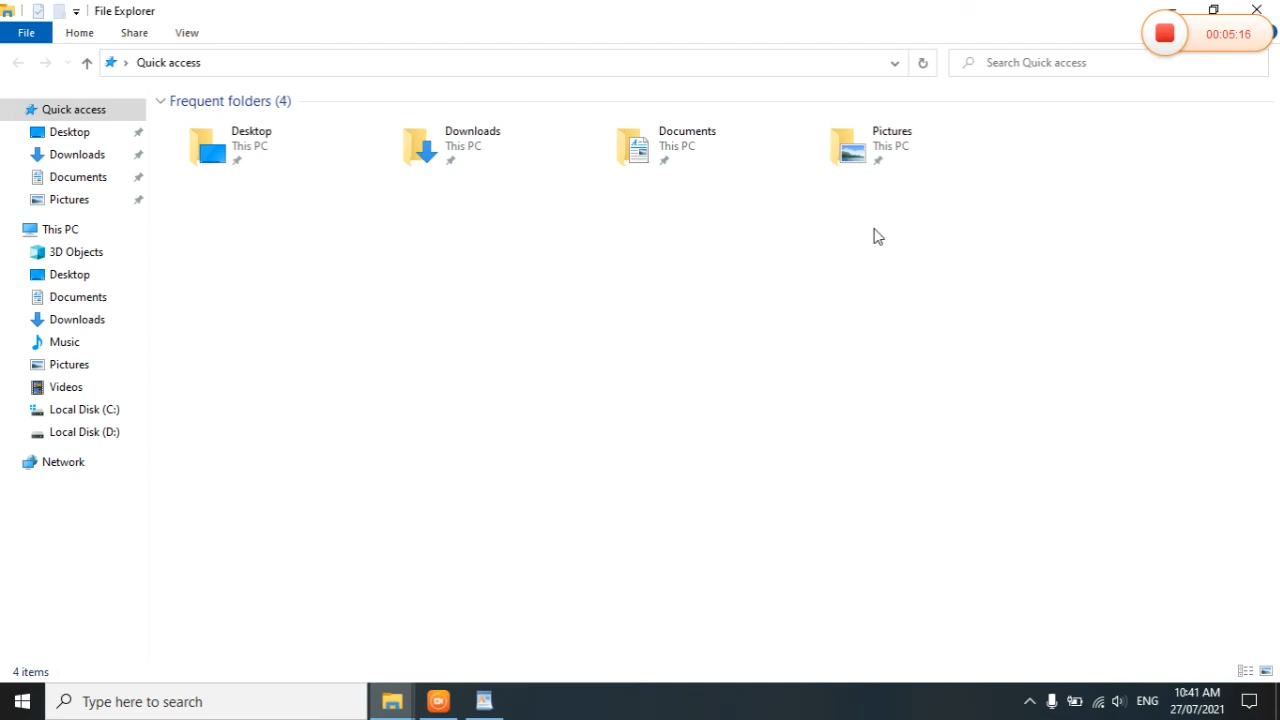 File Explorer
File Home Share View
00:05:16
Quick access
Search Quick access
Quick access
Desktop
Downloads
Documents
Pictures
This PC
3D Objects
Desktop
Documents
Downloads
Music
Pictures
Videos
Local Disk (C:)
Local Disk (D:)
Network
Frequent folders (4)
Desktop
This PC
Downloads
This PC
Documents
This PC
Pictures
This PC
4 items
Type here to search
ENG
10:41 AM
27/07/2021